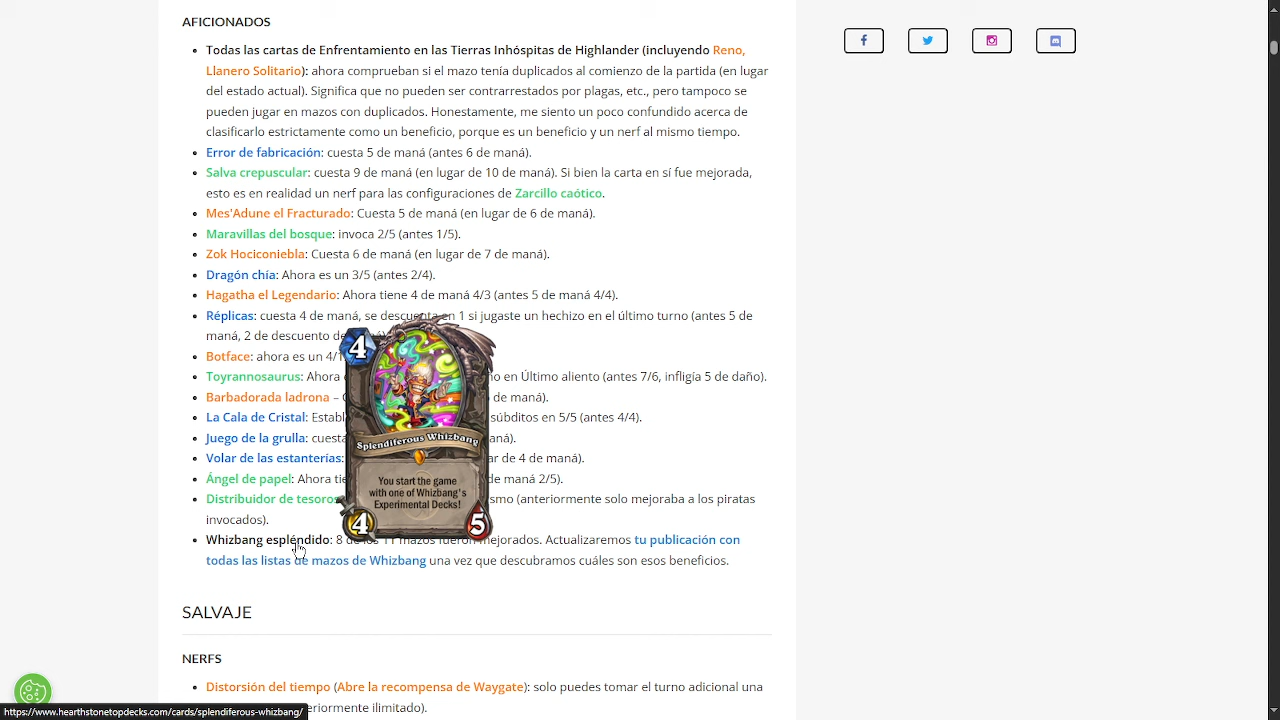 AFICIONADOS
Todas las cartas de Enfrentamiento en las Tierras Inhóspitas de Highlander (incluyendo Reno,
Llanero Solitario): ahora comprueban si el mazo tenía duplicados al comienzo de la partida (en lugar
del estado actual). Significa que no pueden ser contrarrestados por plagas, etc., pero tampoco se
pueden jugar en mazos con duplicados. Honestamente, me siento un poco confundido acerca de
clasificarlo estrictamente como un beneficio, porque es un beneficio y un nerf al mismo tiempo.
Error de fabricación: cuesta 5 de maná (antes 6 de maná).
Salva crepuscular: cuesta 9 de maná (en lugar de 10 de maná). Si bien la carta en sí fue mejorada,
esto es en realidad un nerf para las configuraciones de Zarcillo caótico.
Mes'Adune el Fracturado: Cuesta 5 de maná (en lugar de 6 de maná).
Maravillas del bosque: invoca 2/5 (antes 1/5).
Zok Hociconiebla: Cuesta 6 de maná (en lugar de 7 de maná).
Dragón chía: Ahora es un 3/5 (antes 2/4).
Hagatha el Legendario: Ahora tiene 4 de maná 4/3 (antes 5 de maná 4/4).
Réplicas: cuesta 4 de maná, se descuenta en 1 si jugaste un hechizo en el último turno (antes 5 de
maná, 2 de descuento de
Botface: ahora es un 4/1
Toyrannosaurus: Ahora en Último aliento (antes 7/6, infligía 5 de daño).
Barbadorada ladrona – de maná).
La Cala de Cristal: Establ súbditos en 5/5 (antes 4/4).
Juego de la grulla: cuesta
Volar de las estanterías: de 4 de maná).
Ángel de papel: Ahora de maná 2/5).
Distribuidor de tesoros (anteriormente solo mejoraba a los piratas
invocados).
Whizbang espléndido: 8 de los 11 mazos fueron mejorados. Actualizaremos tu publicación con
todas las listas de mazos de Whizbang una vez que descubramos cuáles son esos beneficios.
4
Splendiferous Whizbang
You start the game
with one of Whizbang's
Experimental Decks!
4 5
SALVAJE
NERFS
Distorsión del tiempo (Abre la recompensa de Waygate): solo puedes tomar el turno adicional una
eriormente ilimitado).
https://www.hearthstonetopdecks.com/cards/splendiferous-whizbang/